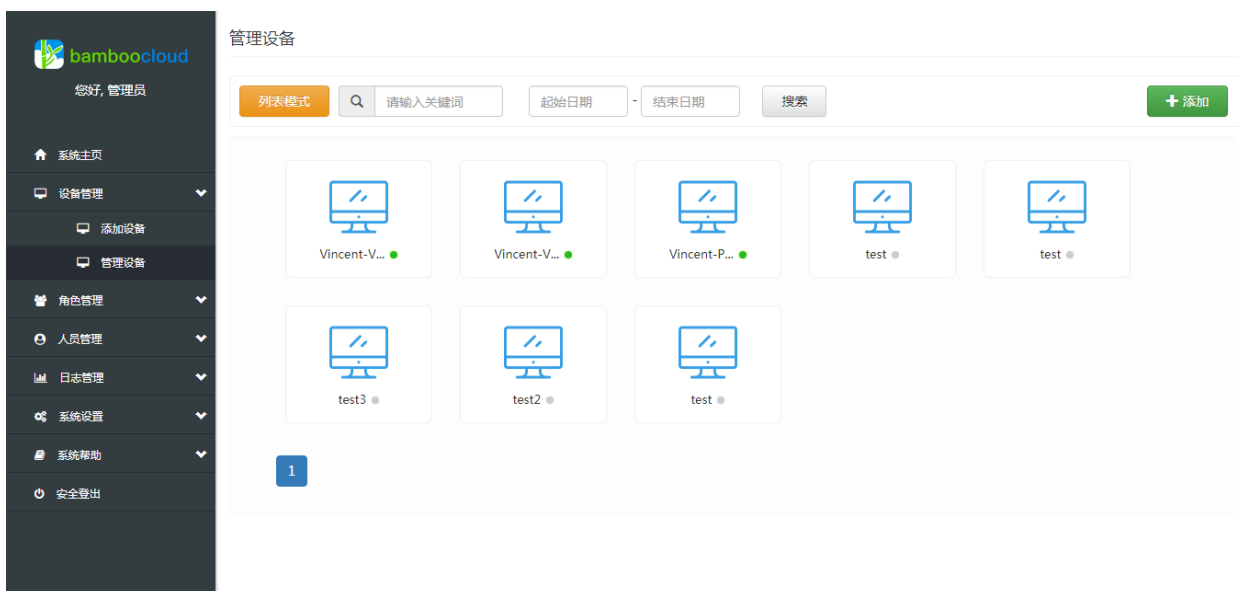 bamboocloud
您好, 管理员
系统主页
设备管理
添加设备
管理设备
角色管理
人员管理
日志管理
系统设置
系统帮助
安全登出
管理设备
列表模式 请输入关键词 起始日期 - 结束日期 搜索 添加
Vincent-V... Vincent-V... Vincent-P... test test
test3 test2 test
1